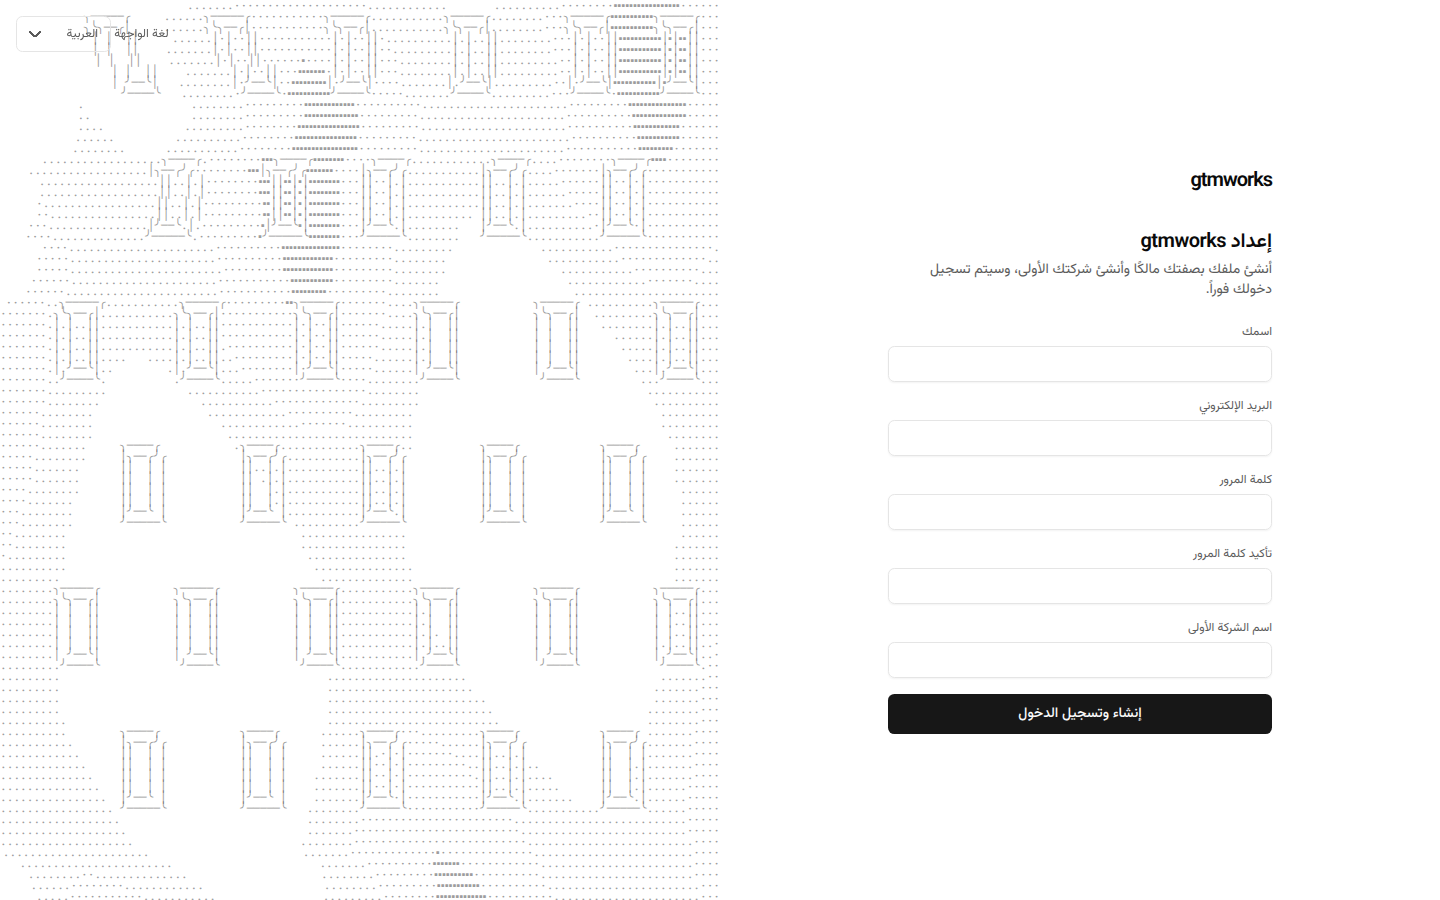 لغة الواجهة
العربية
gtmworks
إعداد gtmworks
أنشئ ملفك بصفتك مالكًا وأنشئ شركتك الأولى، وسيتم تسجيل
دخولك فوراً.
اسمك
البريد الإلكتروني
كلمة المرور
تأكيد كلمة المرور
اسم الشركة الأولى
إنشاء وتسجيل الدخول